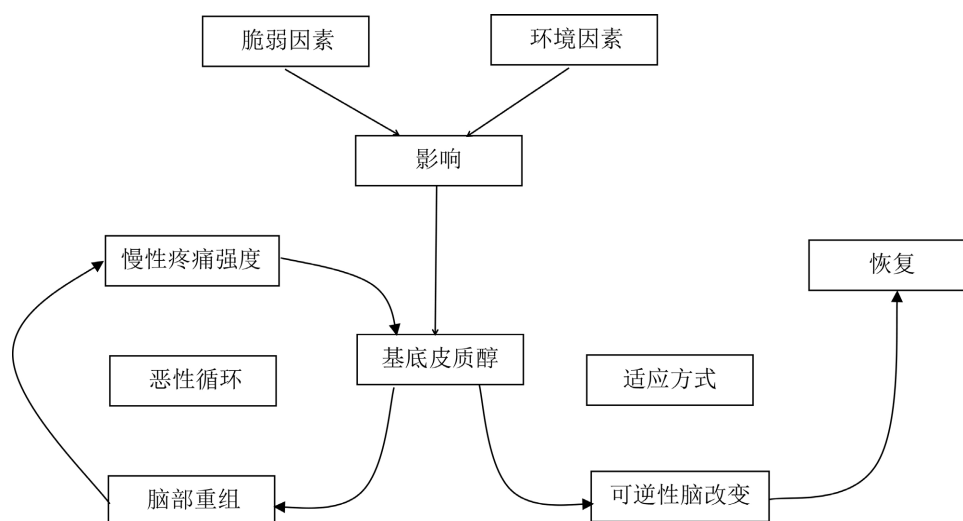 脆弱因素
环境因素
影响
慢性疼痛强度
恢复
基底皮质醇
恶性循环
适应方式
脑部重组
可逆性脑改变